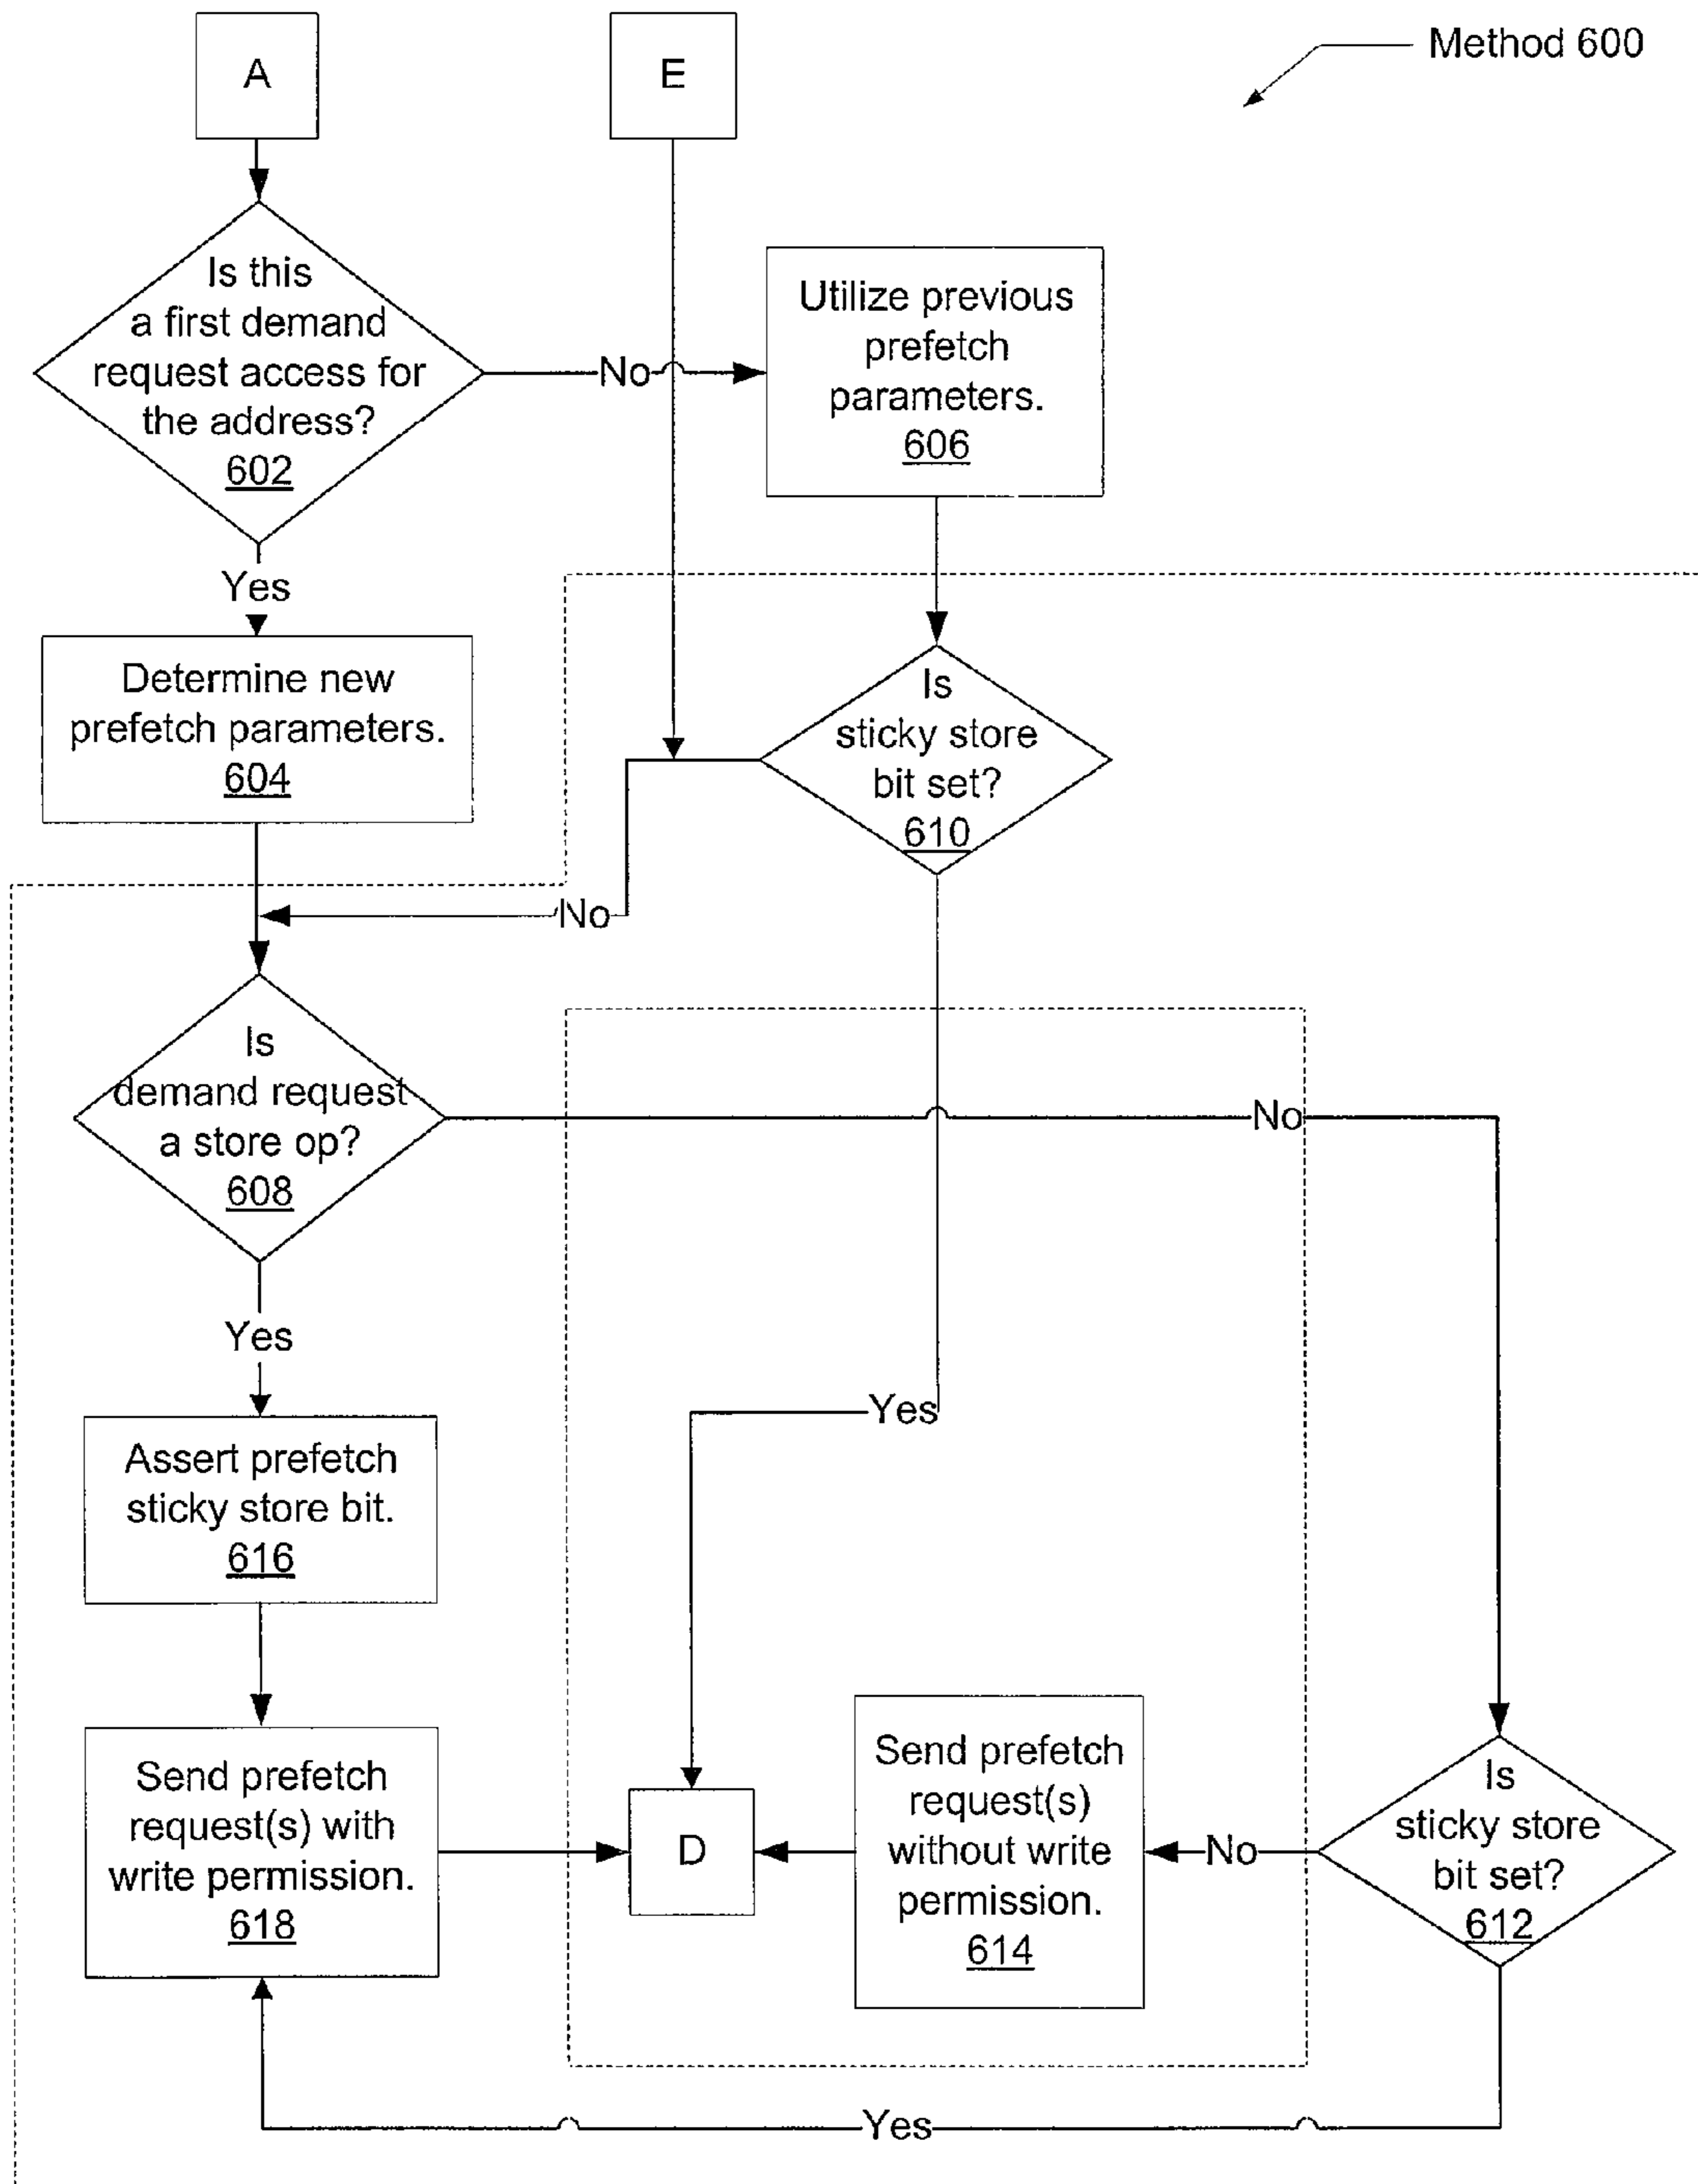 A
E
Method 600
Is this
a first demand
request access for
the address?
602
No
Utilize previous
prefetch
parameters.
606
Yes
Determine new
prefetch parameters.
604
Is
sticky store
bit set?
610
No
Is
demand request
a store op?
608
No
Yes
Yes
Assert prefetch
sticky store bit.
616
Send prefetch
request(s) with
write permission.
618
D
Send prefetch
request(s)
without write
permission.
614
No
Is
sticky store
bit set?
612
Yes